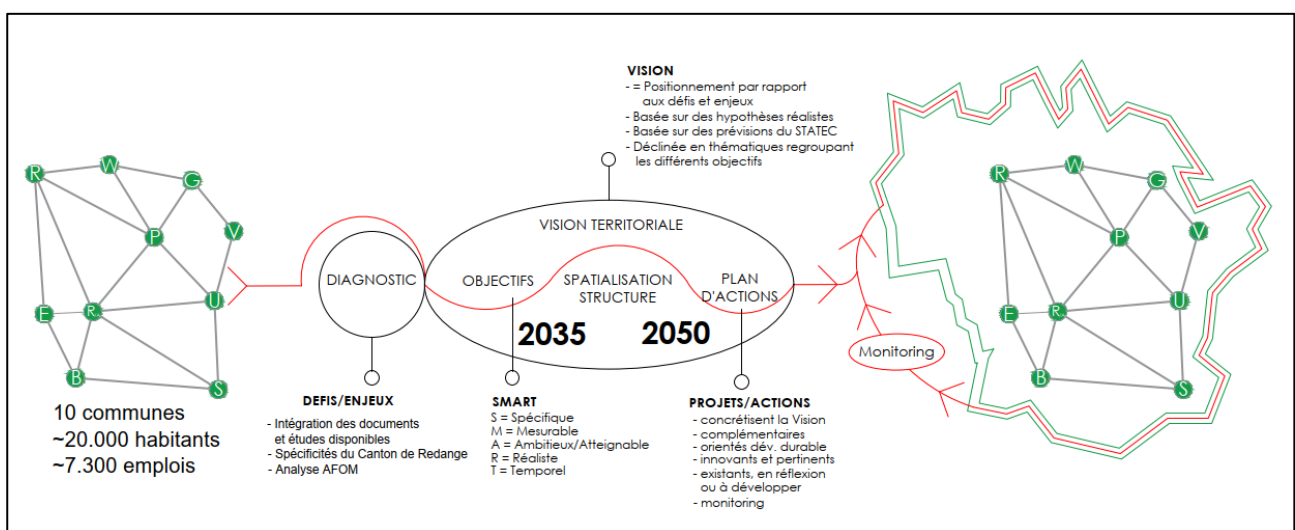 VISION
- = Positionnement par rapport
aux défis et enjeux
- Basée sur des hypothèses réalistes
- Basée sur des prévisions du STATEC
- Déclinée en thématiques regroupant
les différents objectifs
R
W
G
P
V
E
R.
U
B
S
10 communes
~20.000 habitants
~7.300 emplois
DIAGNOSTIC
VISION TERRITORIALE
OBJECTIFS
SPATIALISATION
STRUCTURE
PLAN
D'ACTIONS
2035
2050
DEFIS/ENJEUX
- Intégration des documents
et études disponibles
- Spécificités du Canton de Redange
- Analyse AFOM
SMART
S = Spécifique
M = Mesurable
A = Ambitieux/Atteignable
R = Réaliste
T = Temporel
PROJETS/ACTIONS
- concrétisent la Vision
- complémentaires
- orientés dév. durable
- innovants et pertinents
- existants, en réflexion
ou à développer
- monitoring
Monitoring
R
W
G
P
V
E
R.
U
B
S